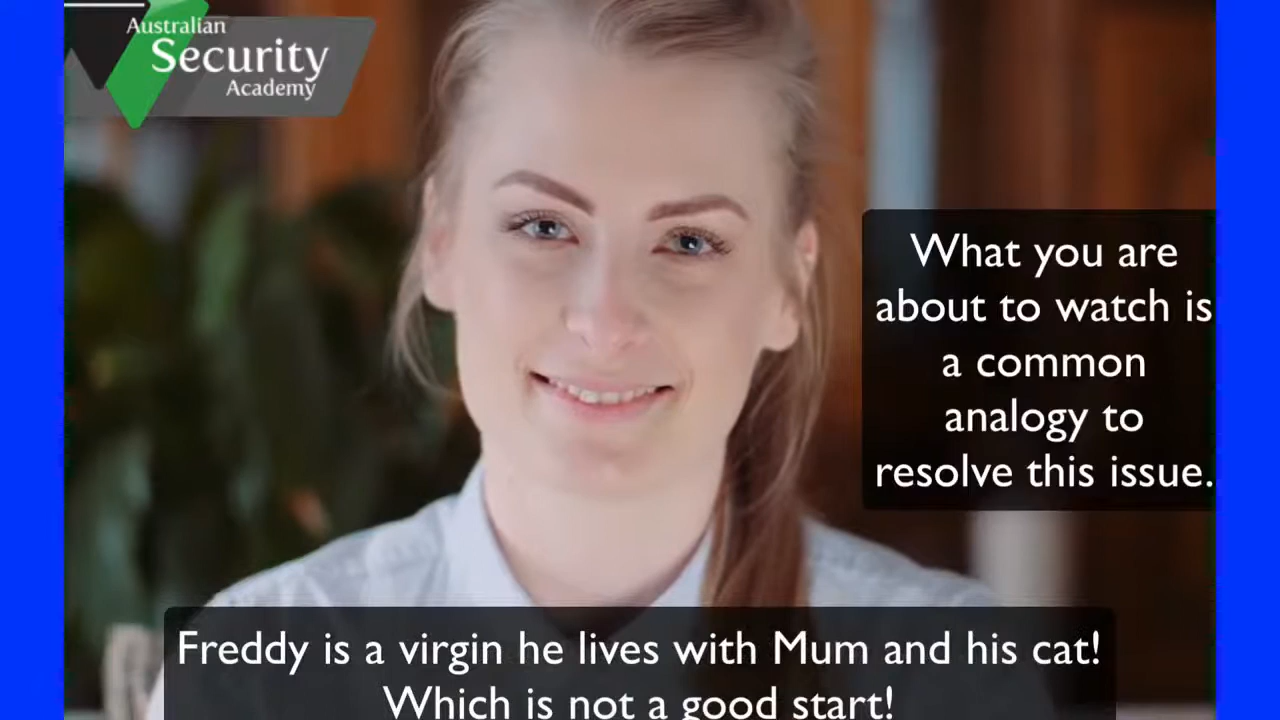 Australian
Security
Academy
What you are
about to watch is
a common
analogy to
resolve this issue.
Freddy is a virgin he lives with Mum and his cat!
Which is not a good start!